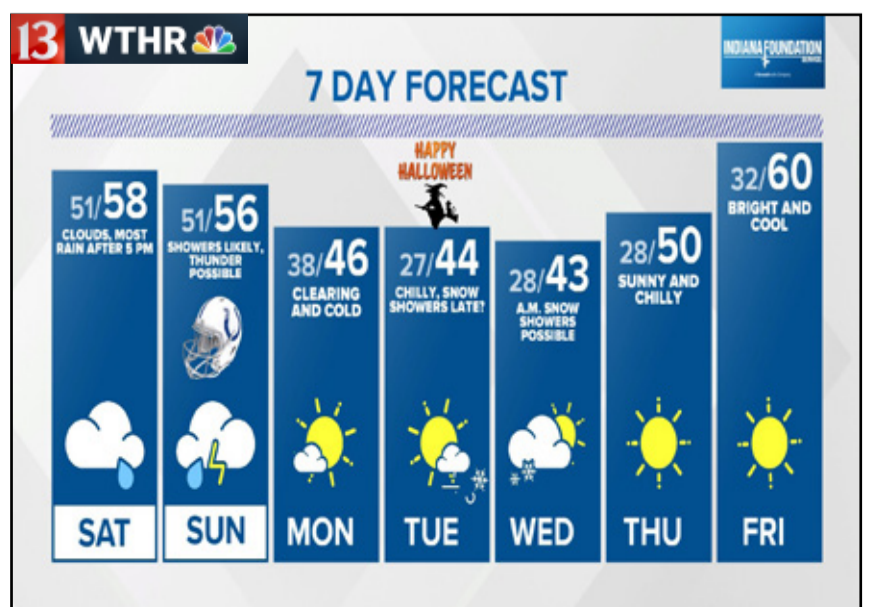 13 WTHR
INDIANA FOUNDATION
SERVICE
7 DAY FORECAST
HAPPY
HALLOWEEN
51/58
CLOUDS, MOST
RAIN AFTER 5 PM
SAT
51/56
SHOWERS LIKELY,
THUNDER
POSSIBLE
SUN
38/46
CLEARING
AND COLD
MON
27/44
CHILLY, SNOW
SHOWERS LATE?
TUE
28/43
A.M. SNOW
SHOWERS
POSSIBLE
WED
28/50
SUNNY AND
CHILLY
THU
32/60
BRIGHT AND
COOL
FRI